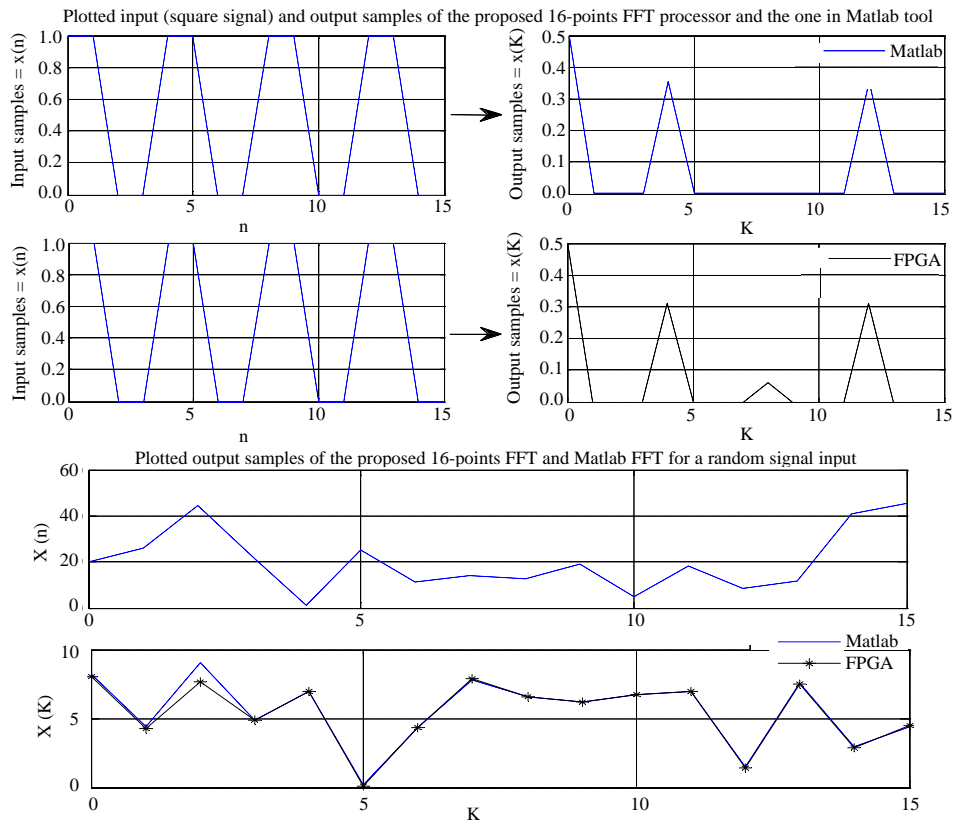 Plotted input (square signal) and output samples of the proposed 16-points FFT processor and the one in Matlab tool
Input samples = x(n)
1.0
0.8
0.6
0.4
0.2
0.0
0 5 10 15
n
Output samples = x(K)
0.5
0.4
0.3
0.2
0.1
0.0
0 5 10 15
K
Matlab
Input samples = x(n)
1.0
0.8
0.6
0.4
0.2
0.0
0 5 10 15
n
Output samples = x(K)
0.5
0.4
0.3
0.2
0.1
0.0
0 5 10 15
K
FPGA
Plotted output samples of the proposed 16-points FFT and Matlab FFT for a random signal input
X (n)
60
40
20
0
0 5 10 15
X (K)
10
5
0
0 5 10 15
K
Matlab
FPGA